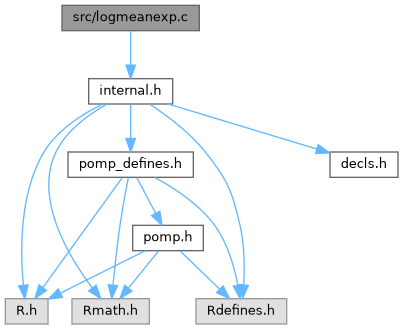 src/logmeanexp.c
internal.h
pomp_defines.h
decls.h
pomp.h
R.h
Rmath.h
Rdefines.h